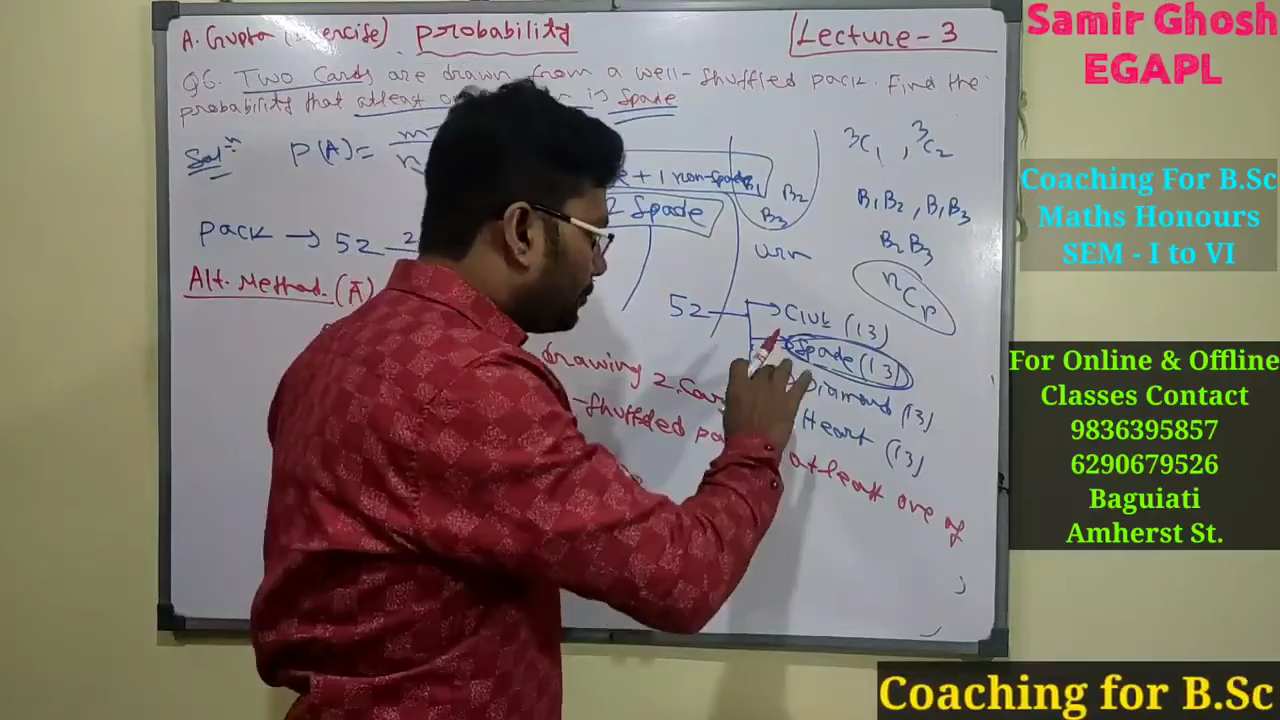 A. Gupta (Exercise) probability
Lecture-3
Q6. Two Cards are drawn from a well-shuffled pack. Find the
probability that atleast is Spade
Solⁿ P(A) =
+ 1 non-spade
2 Spade
pack → 52 2
Alt. Method. (Ā)
B1 B2
B3
urn
³C₁ , ³C₂
B₁B₂ , B₁B₃
B₂B₃
ⁿCᵣ
52 → Club (13)
Spade (13)
Diamond (13)
Heart (13)
drawing 2
-shuffled atleast one of
Samir Ghosh
EGAPL
Coaching For B.Sc
Maths Honours
SEM - I to VI
For Online & Offline
Classes Contact
9836395857
6290679526
Baguiati
Amherst St.
Coaching for B.Sc